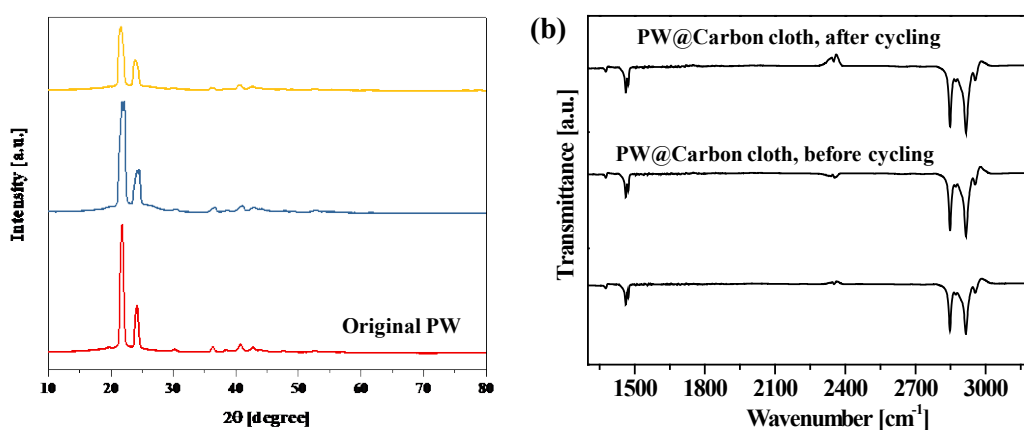 Intensity [a.u.]
Original PW
10 20 30 40 50 60 70 80
2θ [degree]
(b)
PW@Carbon cloth, after cycling
PW@Carbon cloth, before cycling
Transmittance [a.u.]
1500 1800 2100 2400 2700 3000
Wavenumber [cm⁻¹]